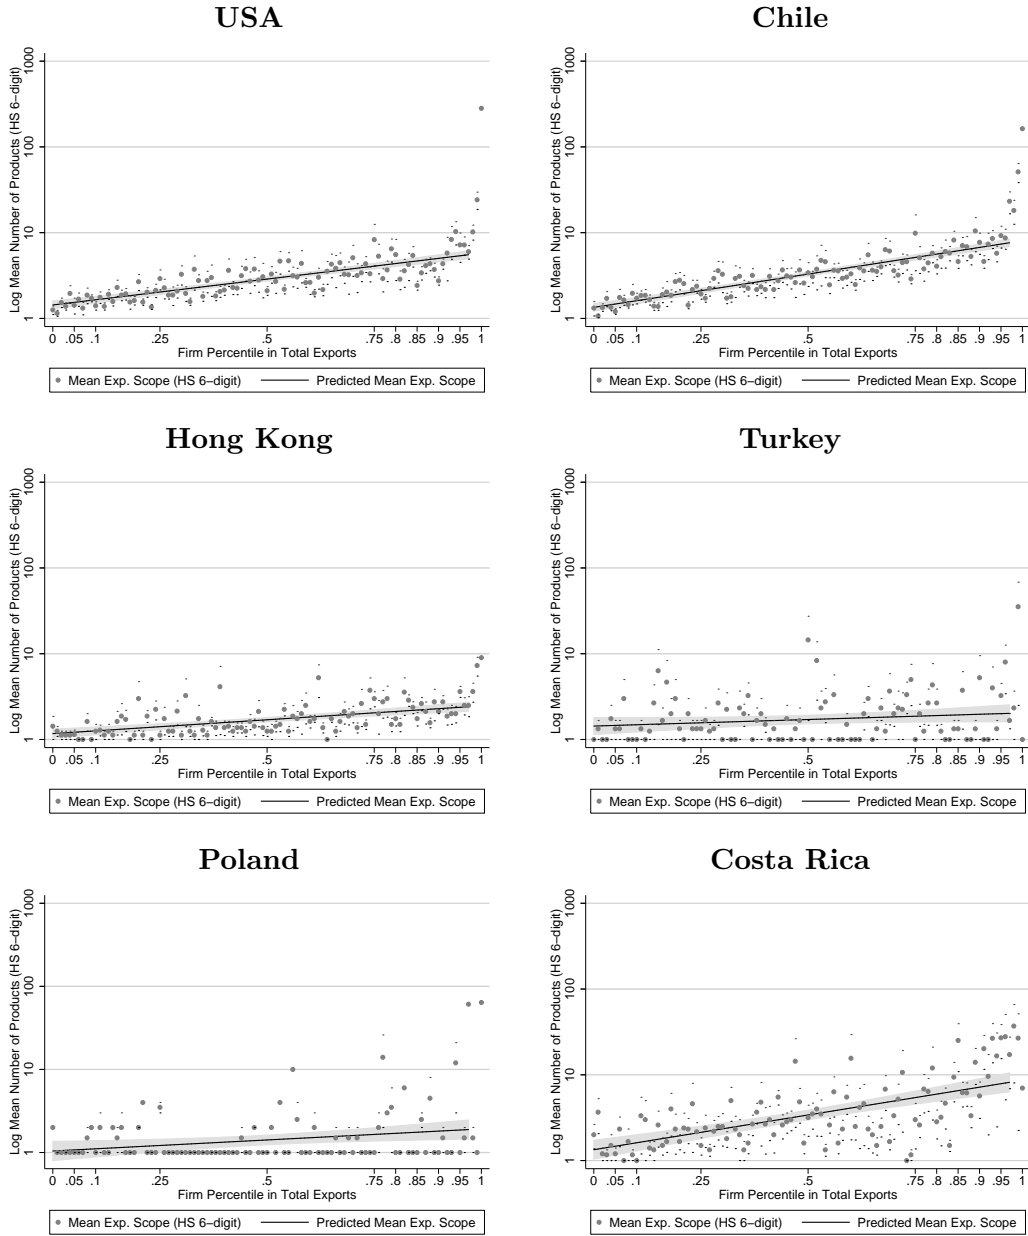 USA
Log Mean Number of Products (HS 6−digit)
1000
100
10
1
0 .05 .1 .25 .5 .75 .8 .85 .9 .95 1
Firm Percentile in Total Exports
Mean Exp. Scope (HS 6−digit) Predicted Mean Exp. Scope
Chile
Log Mean Number of Products (HS 6−digit)
1000
100
10
1
0 .05 .1 .25 .5 .75 .8 .85 .9 .95 1
Firm Percentile in Total Exports
Mean Exp. Scope (HS 6−digit) Predicted Mean Exp. Scope
Hong Kong
Log Mean Number of Products (HS 6−digit)
1000
100
10
1
0 .05 .1 .25 .5 .75 .8 .85 .9 .95 1
Firm Percentile in Total Exports
Mean Exp. Scope (HS 6−digit) Predicted Mean Exp. Scope
Turkey
Log Mean Number of Products (HS 6−digit)
1000
100
10
1
0 .05 .1 .25 .5 .75 .8 .85 .9 .95 1
Firm Percentile in Total Exports
Mean Exp. Scope (HS 6−digit) Predicted Mean Exp. Scope
Poland
Log Mean Number of Products (HS 6−digit)
1000
100
10
1
0 .05 .1 .25 .5 .75 .8 .85 .9 .95 1
Firm Percentile in Total Exports
Mean Exp. Scope (HS 6−digit) Predicted Mean Exp. Scope
Costa Rica
Log Mean Number of Products (HS 6−digit)
1000
100
10
1
0 .05 .1 .25 .5 .75 .8 .85 .9 .95 1
Firm Percentile in Total Exports
Mean Exp. Scope (HS 6−digit) Predicted Mean Exp. Scope